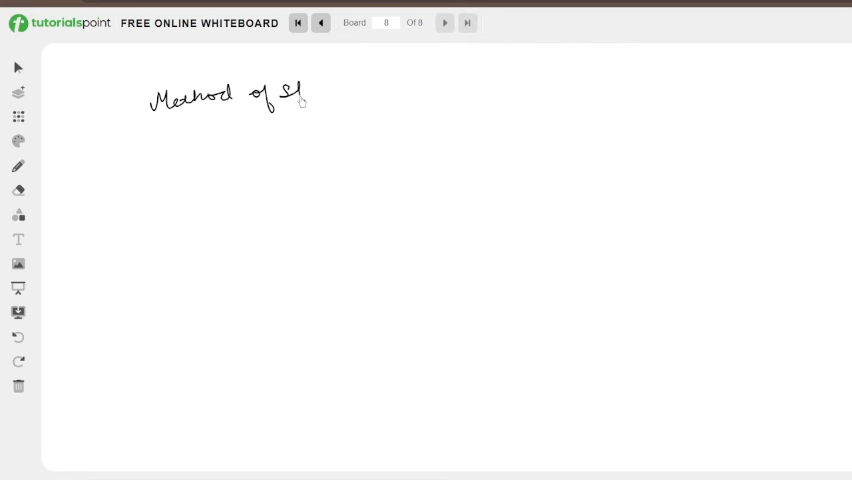 tutorialspoint FREE ONLINE WHITEBOARD Board 8 Of 8
Method of